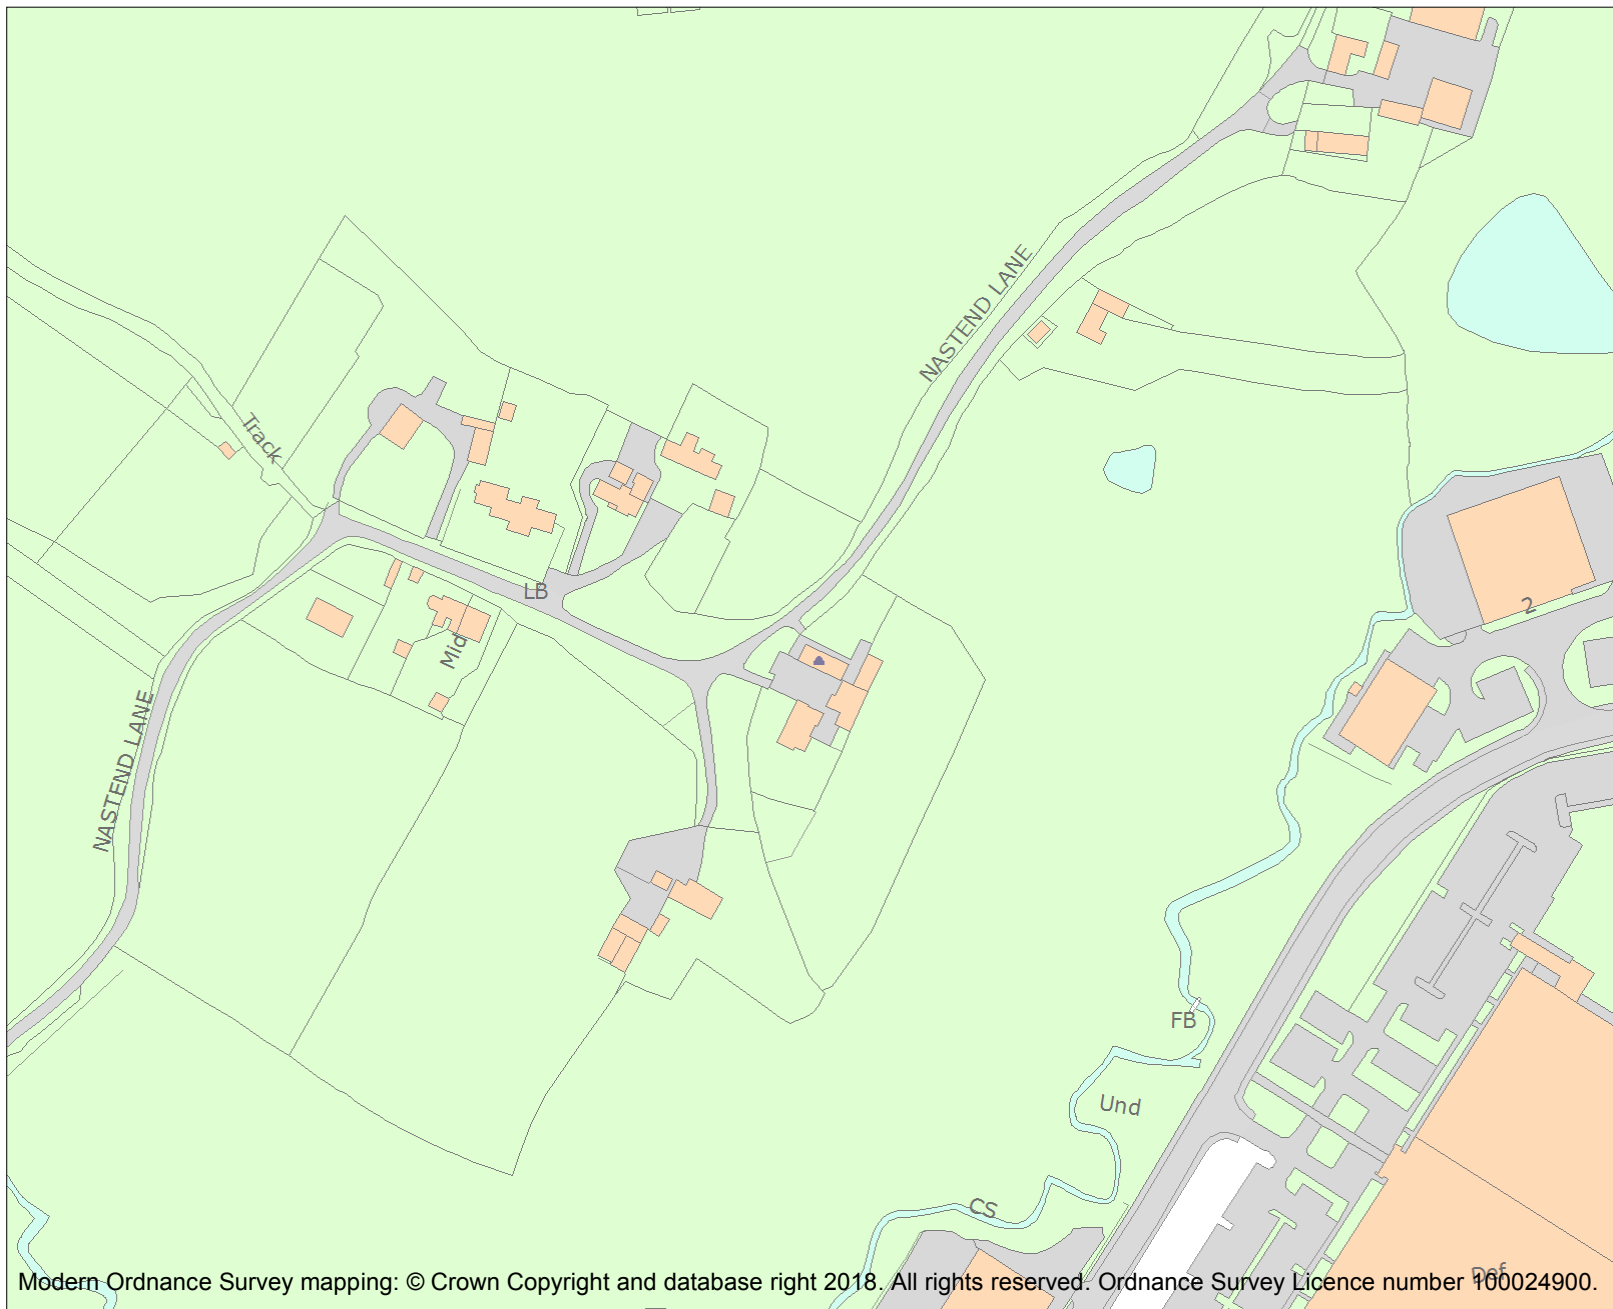 NASTEND LANE
Track
LB
2
Mid
NASTEND LANE
FB
Und
CS
Def
Modern Ordnance Survey mapping: © Crown Copyright and database right 2018. All rights reserved. Ordnance Survey Licence number 100024900.